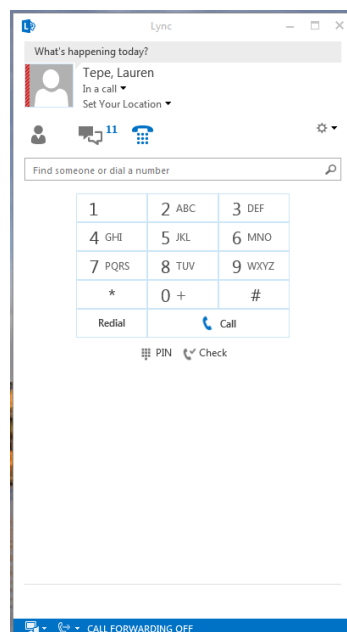 Lync
What's happening today?
Tepe, Lauren
In a call
Set Your Location
11
Find someone or dial a number
1 2 ABC 3 DEF
4 GHI 5 JKL 6 MNO
7 PQRS 8 TUV 9 WXYZ
* 0 + #
Redial Call
PIN Check
CALL FORWARDING OFF